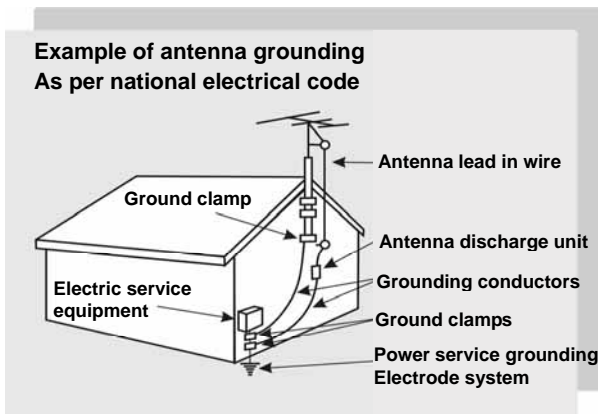 Example of antenna grounding
As per national electrical code
Antenna lead in wire
Ground clamp
Antenna discharge unit
Electric service
equipment
Grounding conductors
Ground clamps
Power service grounding
Electrode system